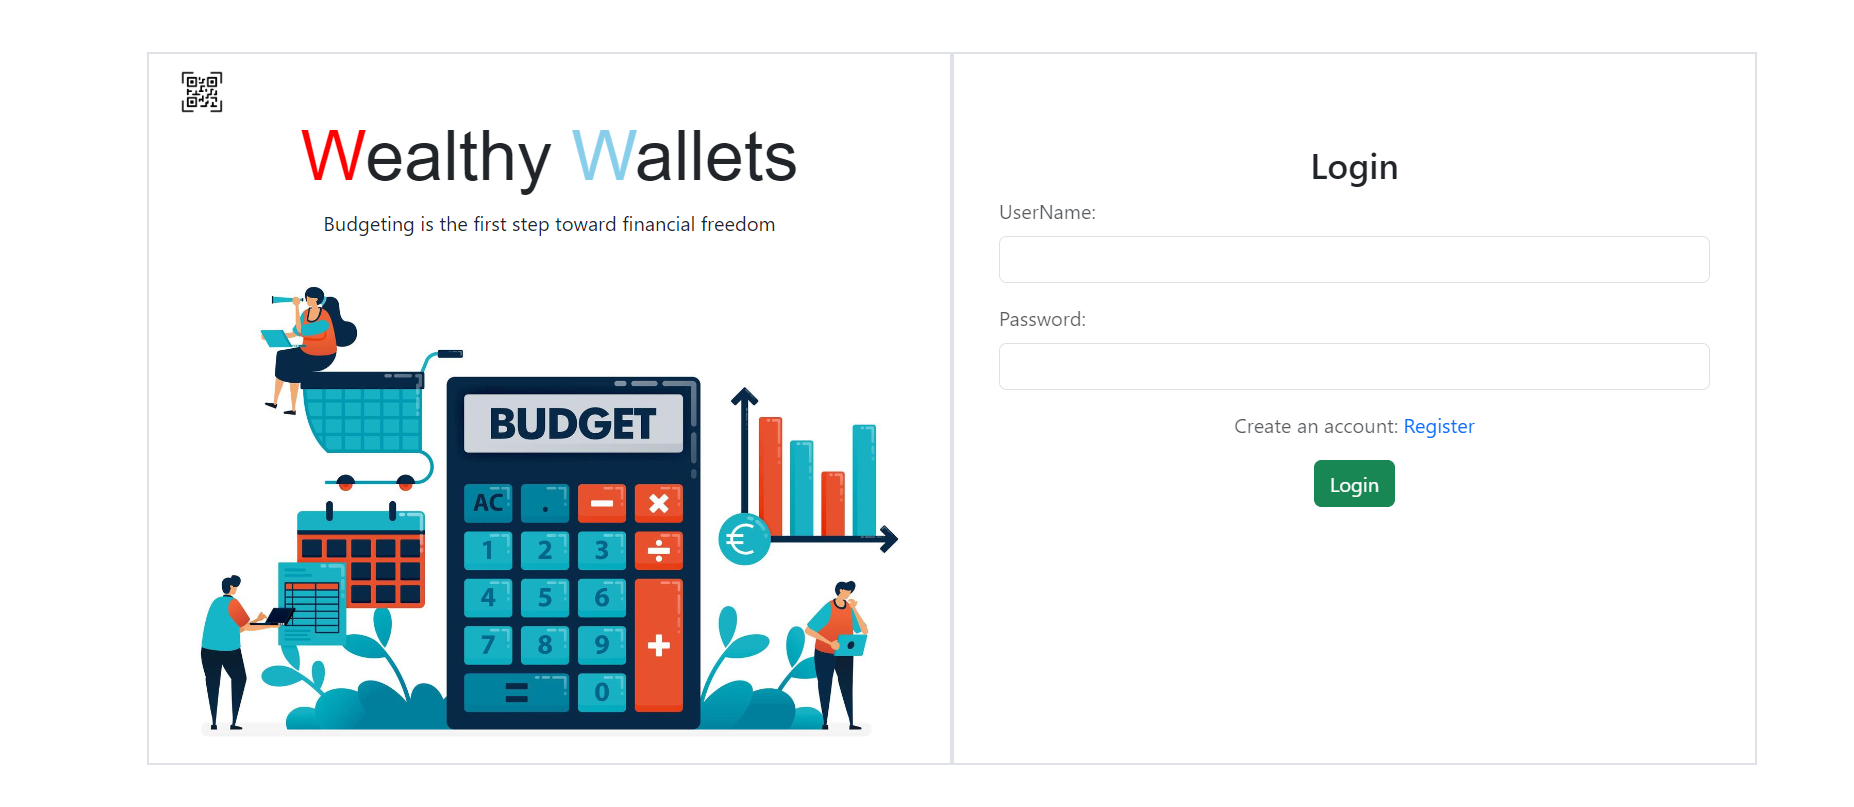 Wealthy Wallets
Budgeting is the first step toward financial freedom
BUDGET
AC . − ×
1 2 3 ÷
4 5 6
7 8 9 +
= 0
€
Login
UserName:
Password:
Create an account: Register
Login